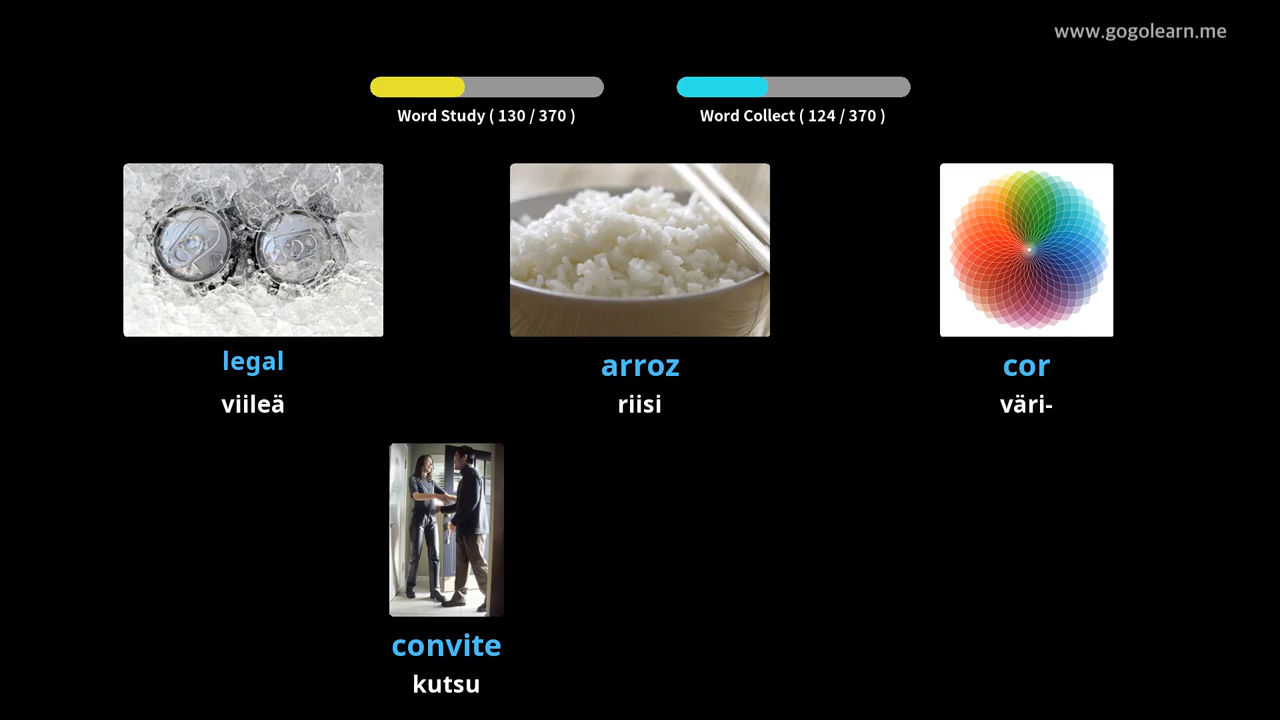 www.gogolearn.me
Word Study ( 130 / 370 )
Word Collect ( 124 / 370 )
legal
arroz
cor
viileä
riisi
väri-
convite
kutsu